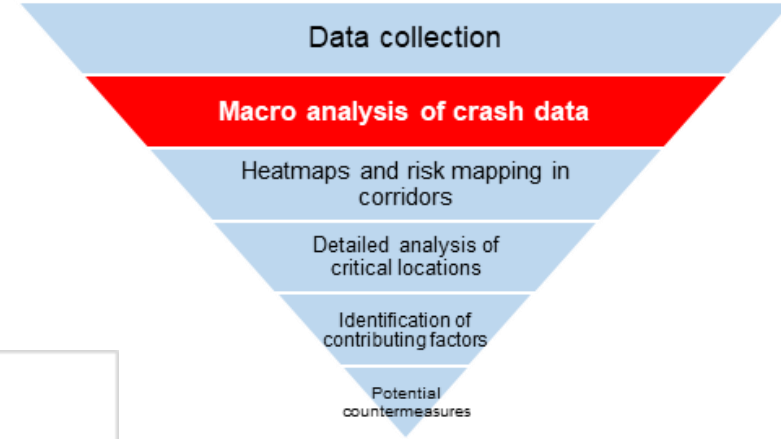 Data collection
Macro analysis of crash data
Heatmaps and risk mapping in
corridors
Detailed analysis of
critical locations
Identification of
contributing factors
Potential
countermeasures